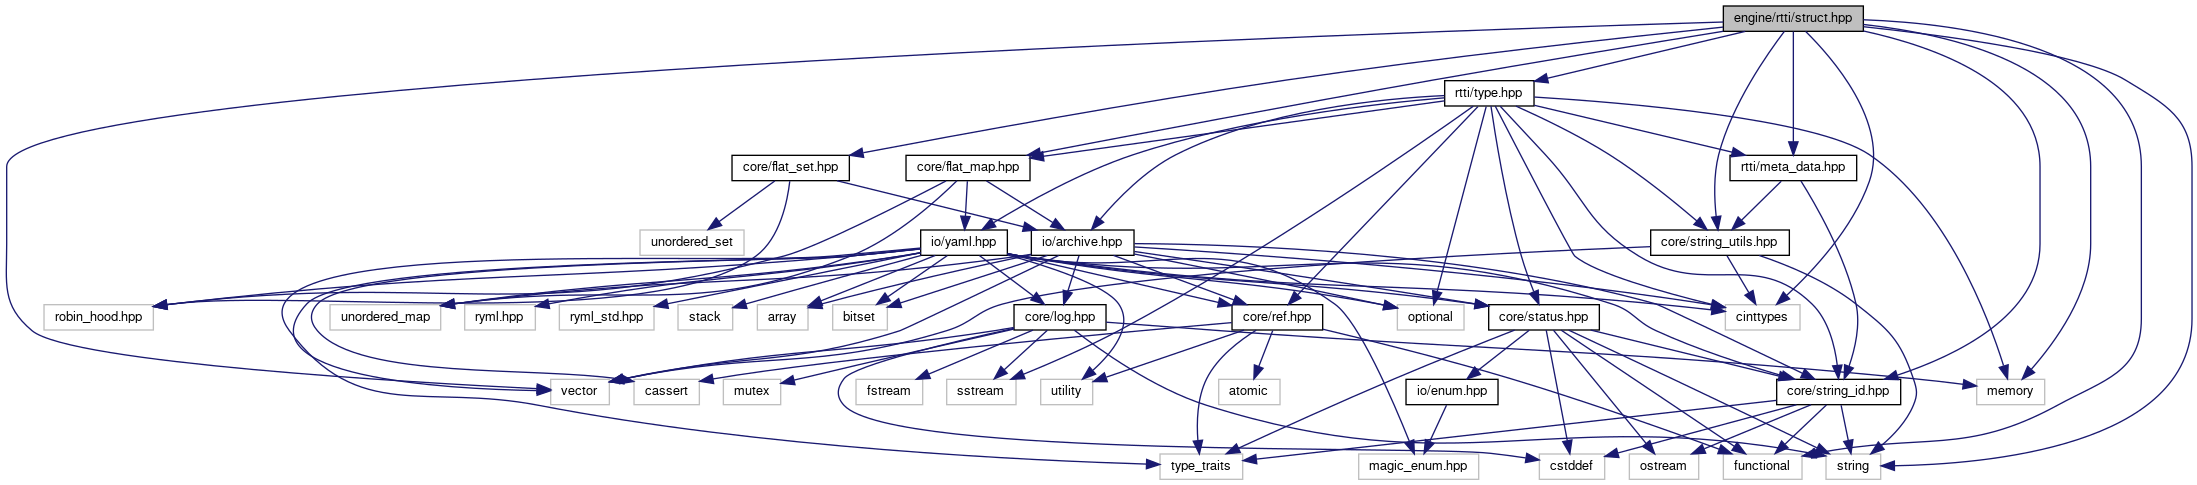 engine/rtti/struct.hpp
rtti/type.hpp
core/flat_set.hpp
core/flat_map.hpp
rtti/meta_data.hpp
unordered_set
io/yaml.hpp
io/archive.hpp
core/string_utils.hpp
robin_hood.hpp
unordered_map
ryml.hpp
ryml_std.hpp
stack
array
bitset
core/log.hpp
core/ref.hpp
optional
core/status.hpp
cinttypes
vector
cassert
mutex
fstream
sstream
utility
atomic
io/enum.hpp
core/string_id.hpp
memory
type_traits
magic_enum.hpp
cstddef
ostream
functional
string